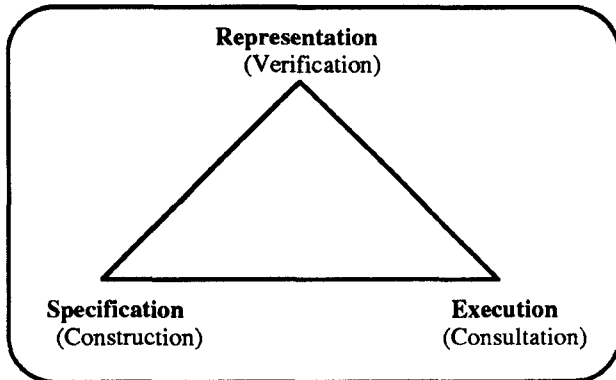 Representation
(Verification)
Specification
(Construction)
Execution
(Consultation)